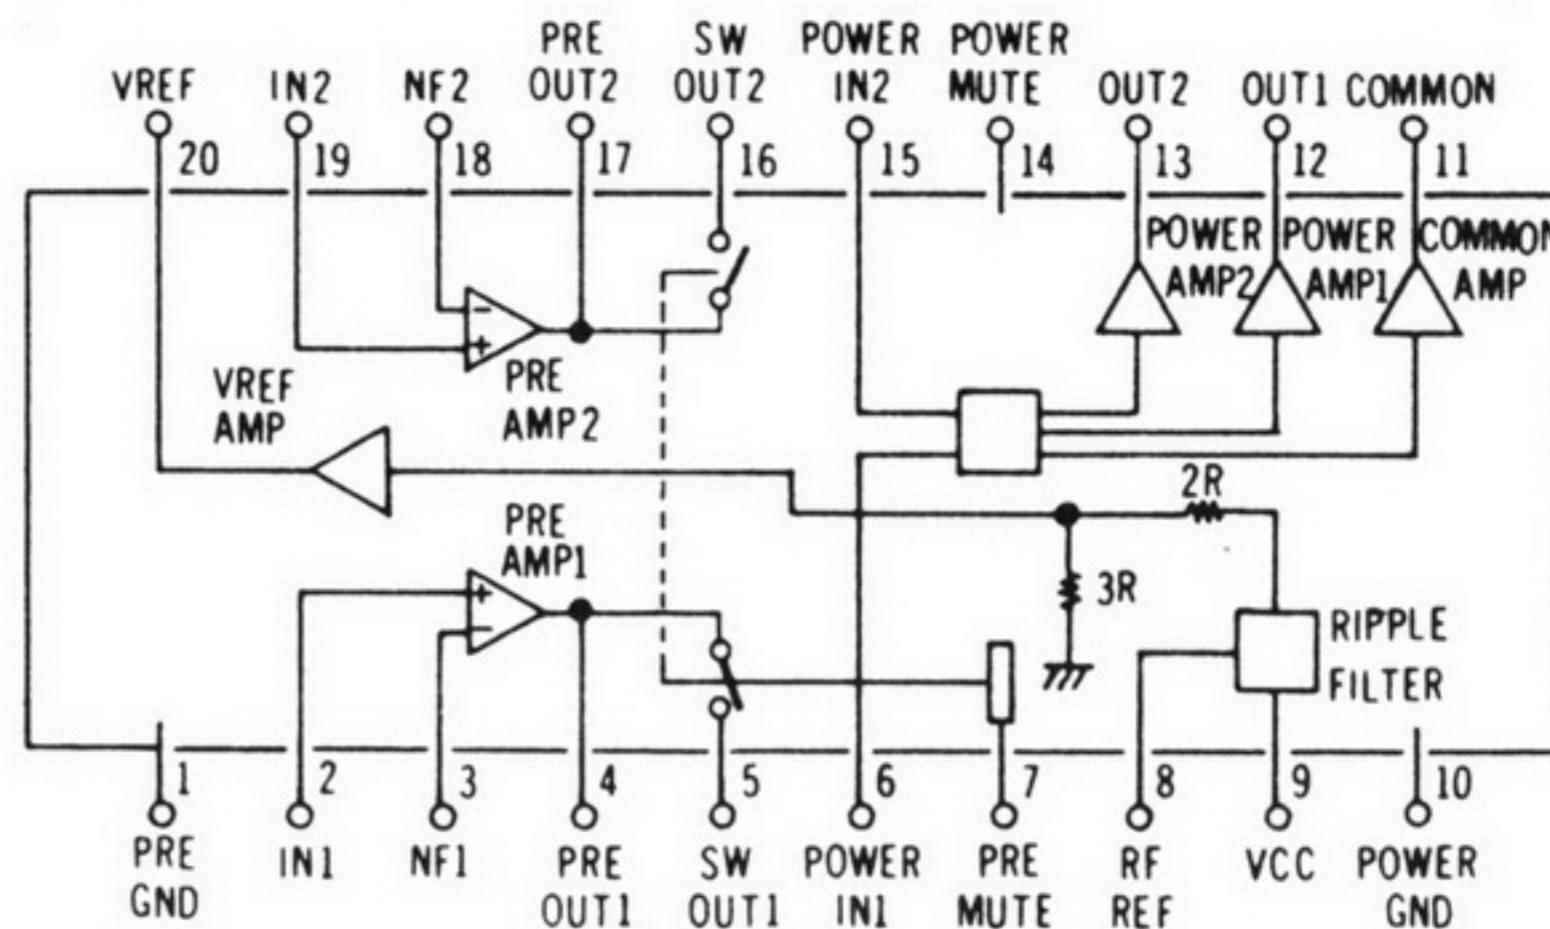 PRE SW POWER POWER
VREF IN2 NF2 OUT2 OUT2 IN2 MUTE OUT2 OUT1 COMMON
20 19 18 17 16 15 14 13 12 11
POWER POWER COMMON
AMP2 AMP1 AMP
-
+
VREF
AMP
PRE
AMP2
2R
PRE
AMP1
+
-
3R
RIPPLE
FILTER
1 2 3 4 5 6 7 8 9 10
PRE IN1 NF1 PRE SW POWER PRE RF VCC POWER
GND OUT1 OUT1 IN1 MUTE REF GND